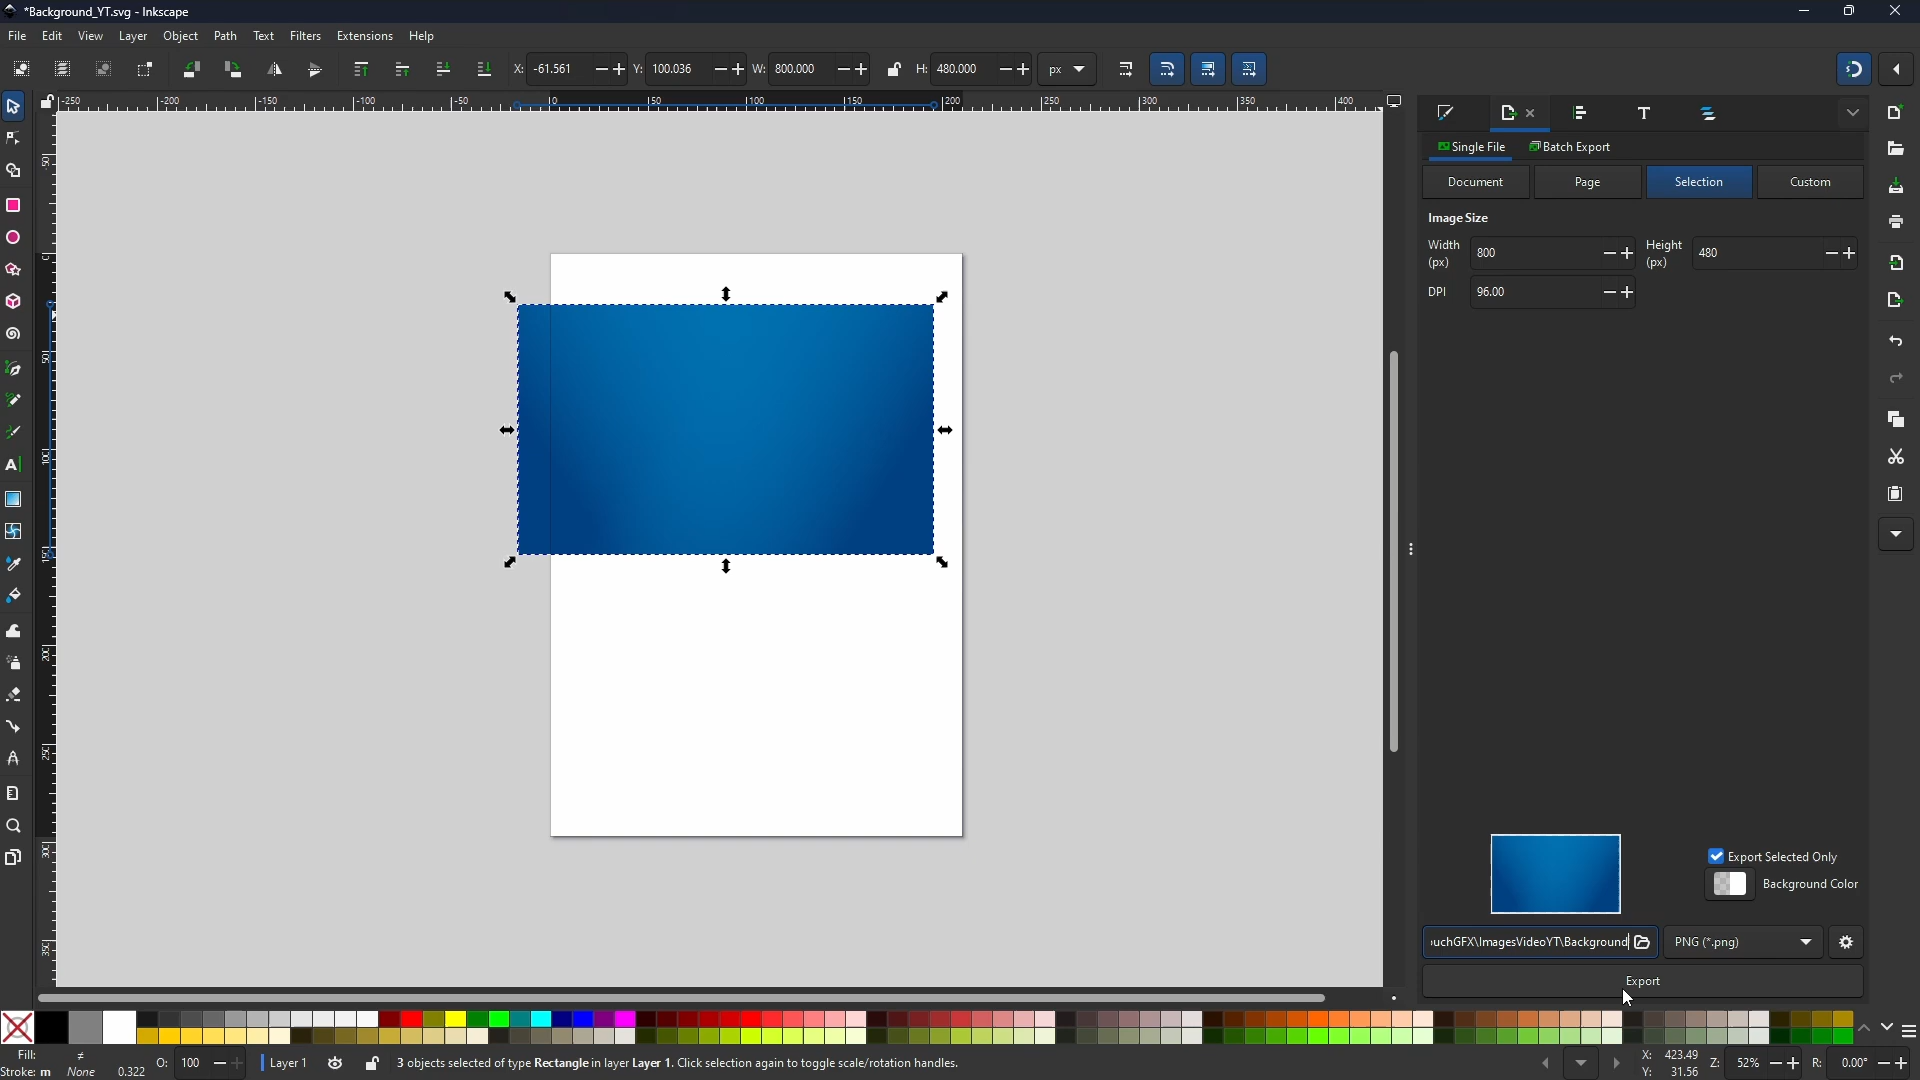 *Background_YT.svg - Inkscape
File Edit View Layer Object Path Text Filters Extensions Help
X: -61.561 Y: 100.036 W: 800.000 H: 480.000 px
-250 -200 -150 -100 -50 0 50 100 150 200 250 300 350 400
Single File Batch Export
Document Page Selection Custom
Image Size
Width (px) 800 Height (px) 480
DPI 96.00
Export Selected Only
Background Color
uchGFX\ImagesVideoYT\Background PNG (*.png)
Export
Fill: ≠ O: 100 Layer 1 3 objects selected of type Rectangle in layer Layer 1. Click selection again to toggle scale/rotation handles. X: 423.49 Z: 52% R: 0.00°
Stroke: m None 0.322 Y: 31.56